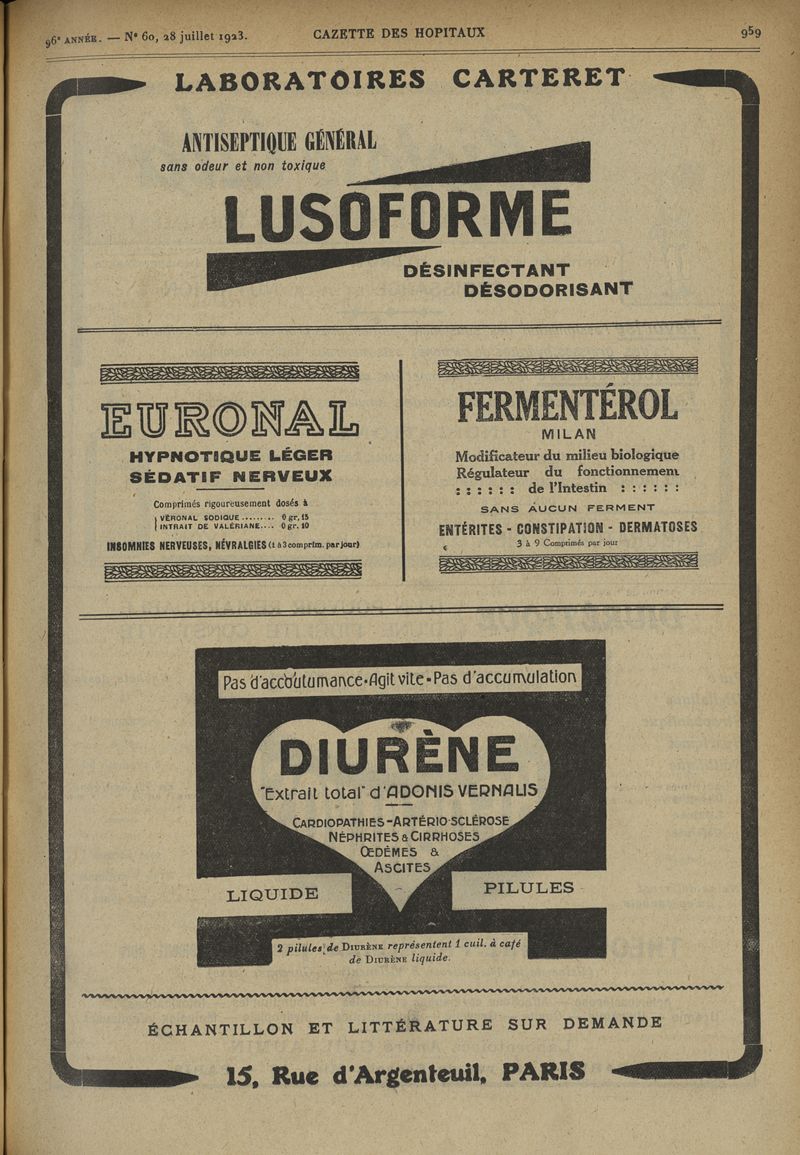 96e ANNÉE. — N° 60, 28 juillet 1923. CAZETTE DES HOPITAUX 959
LABORATOIRES CARTERET
ANTISEPTIQUE GÉNÉRAL
sans odeur et non toxique
LUSOFORME
DÉSINFECTANT
DÉSODORISANT
EURONAL
HYPNOTIQUE LÉGER
SÉDATIF NERVEUX
Comprimés rigoureusement dosés à
VÉRONAL SODIQUE......... 0 gr, 15
INTRAIT DE VALÉRIANE.... 0 gr. 10
INSOMNIES NERVEUSES, NÉVRALGIES (1 à 3 comprim. par jour)
FERMENTÉROL
MILAN
Modificateur du milieu biologique
Régulateur du fonctionnement
: : : : : : de l'Intestin : : : : : :
SANS AUCUN FERMENT
ENTÉRITES - CONSTIPATION - DERMATOSES
3 à 9 Comprimés par jour
Pas d'accoutumance•Agit vite•Pas d'accumulation
DIURÈNE
"Extrait total" d'ADONIS VERNALIS
CARDIOPATHIES-ARTÉRIO-SCLÉROSE
NÉPHRITES & CIRRHOSES
ŒDÈMES &
ASCITES
LIQUIDE
PILULES
2 pilules de DIURÈNE représentent 1 cuil. à café
de DIURÈNE liquide.
ÉCHANTILLON ET LITTÉRATURE SUR DEMANDE
15, Rue d'Argenteuil, PARIS